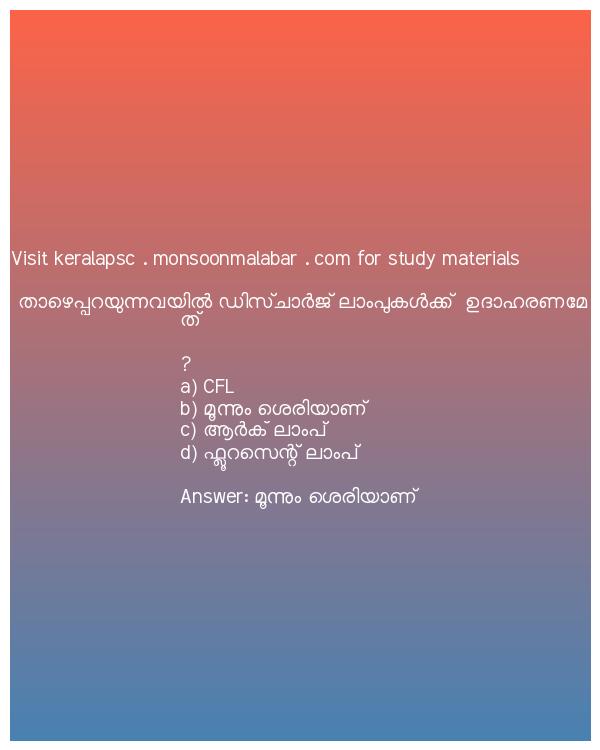 Visit keralapsc . monsoonmalabar . com for study materials
താഴെപ്പറയുന്നവയിൽ ഡിസ്ചാർജ് ലാംപുകൾക്ക്  ഉദാഹരണമേ
ത്
?
a) CFL
b) മൂന്നും ശെരിയാണ്
c) ആർക് ലാംപ്
d) ഫ്ലൂറസെന്റ് ലാംപ്
Answer: മൂന്നും ശെരിയാണ്